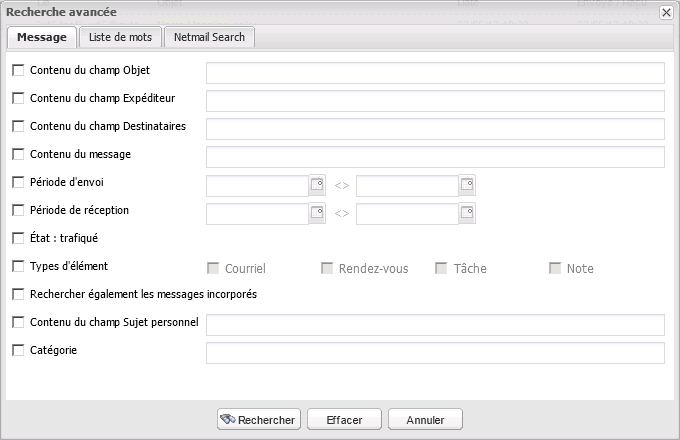 Recherche avancée
Message Liste de mots Netmail Search
Contenu du champ Objet
Contenu du champ Expéditeur
Contenu du champ Destinataires
Contenu du message
Période d'envoi <>
Période de réception <>
État : trafiqué
Types d'élément Courriel Rendez-vous Tâche Note
Rechercher également les messages incorporés
Contenu du champ Sujet personnel
Catégorie
Rechercher Effacer Annuler